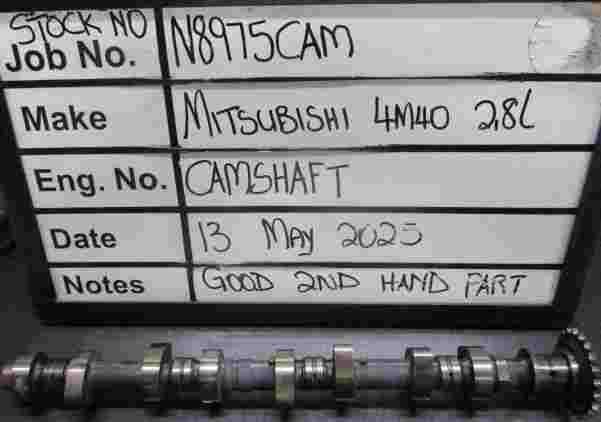 STOCK NO
Job No. N8975CAM
Make MITSUBISHI 4M40 2.8L
Eng. No. CAMSHAFT
Date 13 MAY 2025
Notes GOOD 2ND HAND PART